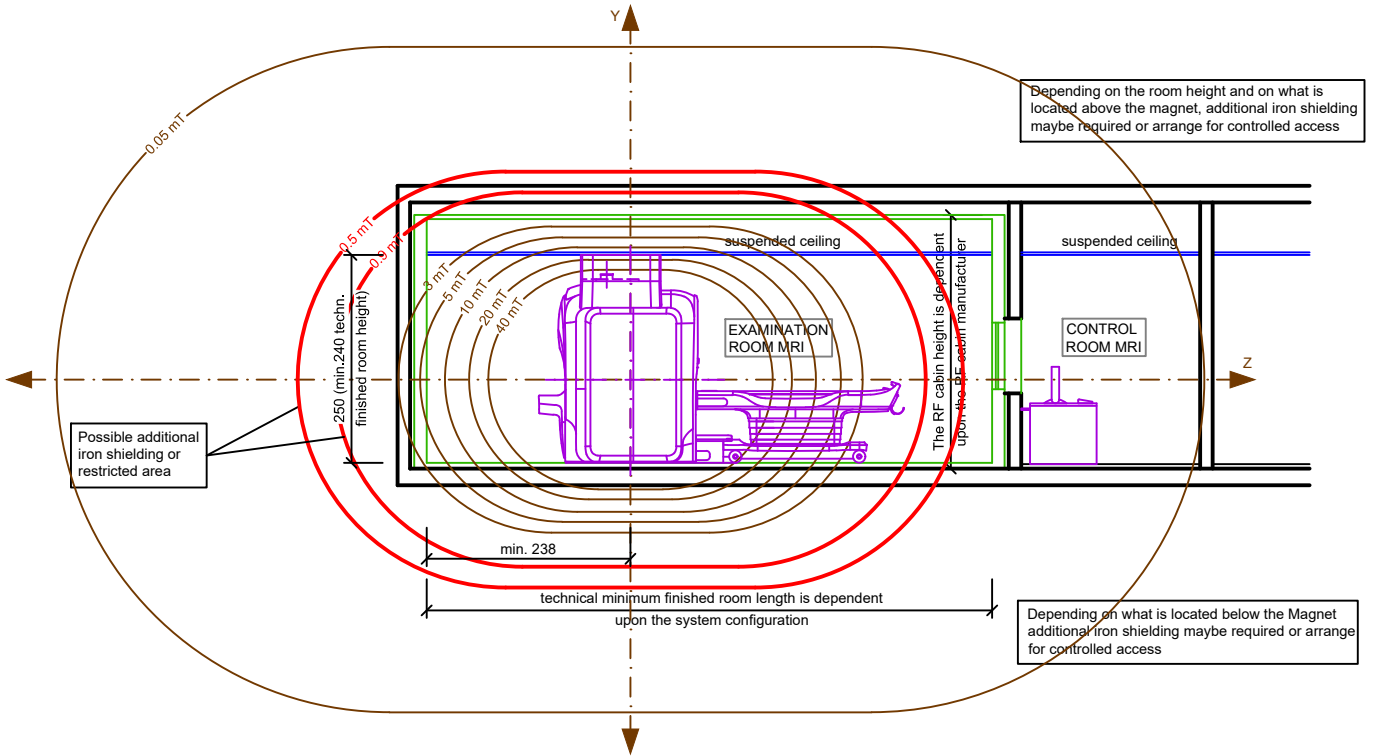 Y
0.05 mT
Depending on the room height and on what is
located above the magnet, additional iron shielding
maybe required or arrange for controlled access
0.5 mT
0.9 mT
suspended ceiling
suspended ceiling
3 mT
5 mT
10 mT
20 mT
40 mT
250 (min.240 techn.
finished room height)
EXAMINATION
ROOM MRI
The RF cabin height is dependent
upon the RF cabin manufacturer
CONTROL
ROOM MRI
Z
Possible additional
iron shielding or
restricted area
min. 238
technical minimum finished room length is dependent
upon the system configuration
Depending on what is located below the Magnet
additional iron shielding maybe required or arrange
for controlled access